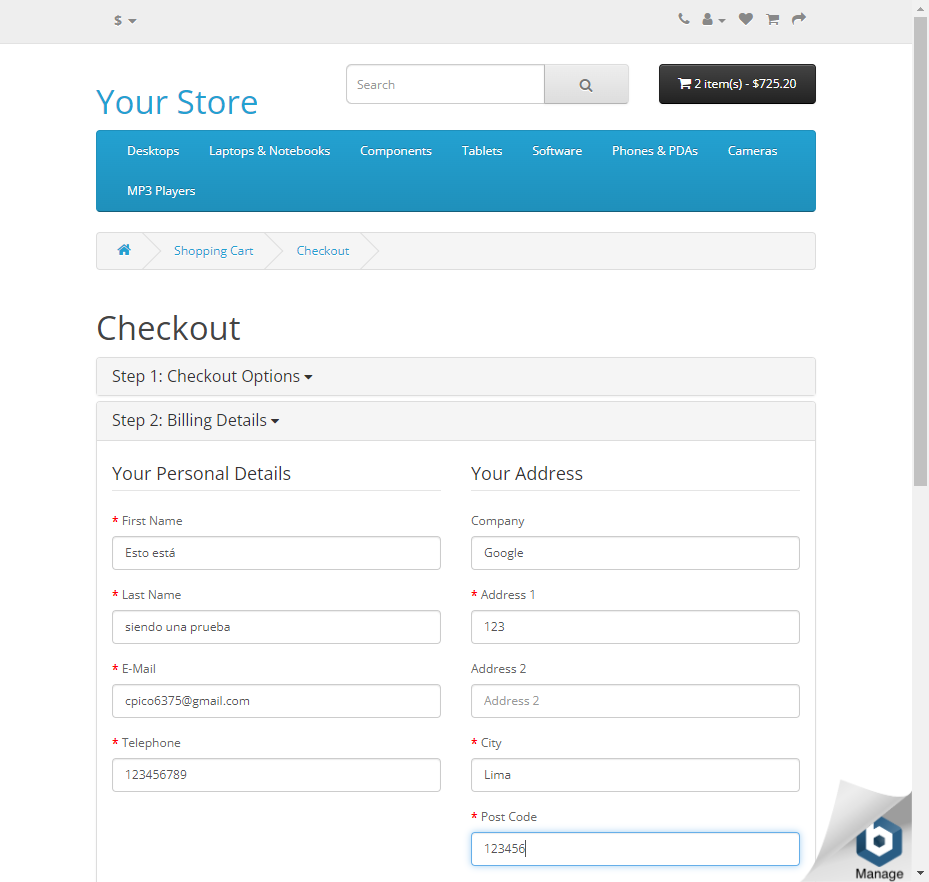 $
Your Store
Search
2 item(s) - $725.20
Desktops Laptops & Notebooks Components Tablets Software Phones & PDAs Cameras
MP3 Players
Shopping Cart Checkout
Checkout
Step 1: Checkout Options
Step 2: Billing Details
Your Personal Details
* First Name
Esto está
* Last Name
siendo una prueba
* E-Mail
cpico6375@gmail.com
* Telephone
123456789
Your Address
Company
Google
* Address 1
123
Address 2
Address 2
* City
Lima
* Post Code
123456
b
Manage